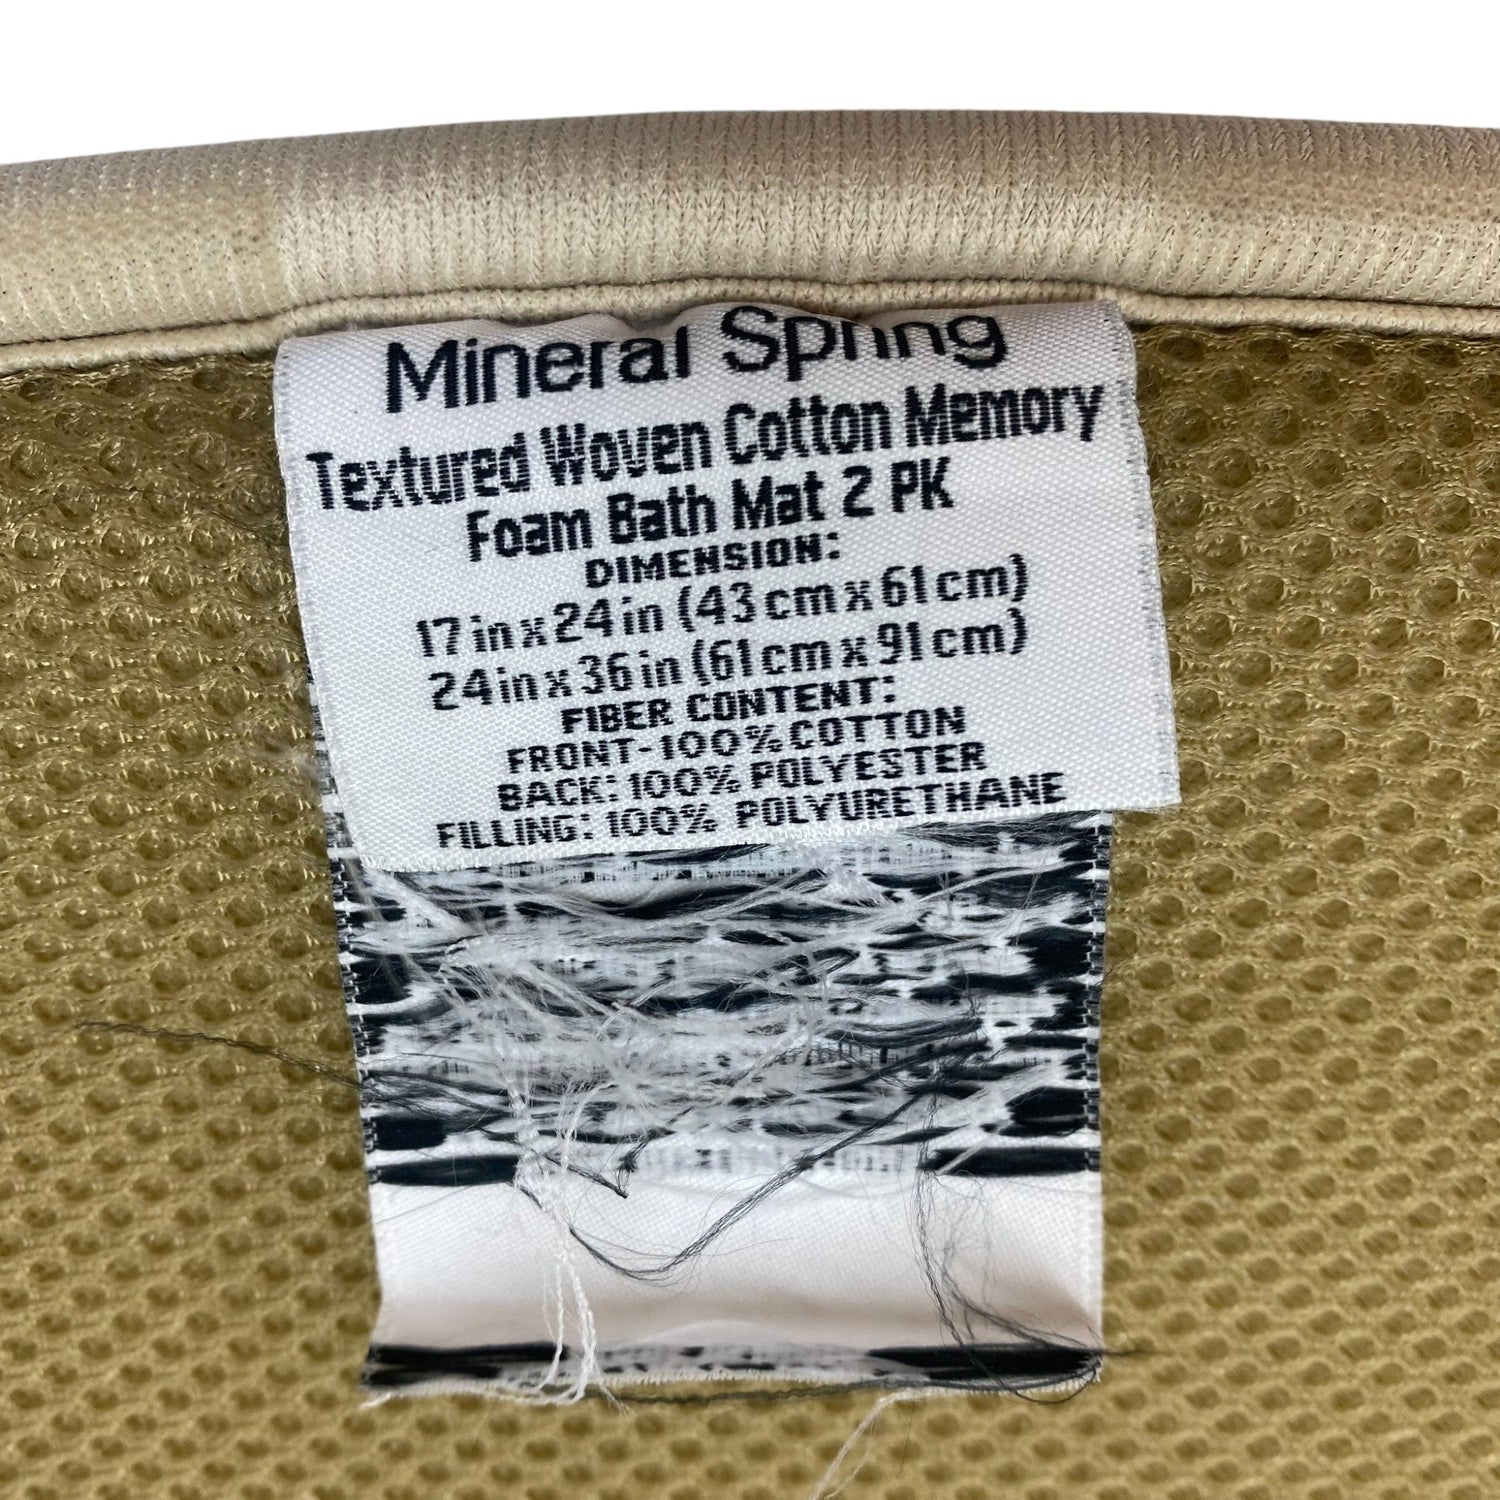 Mineral Spring
Textured Woven Cotton Memory
Foam Bath Mat 2 PK
DIMENSION:
17 in x 24 in (43 cm x 61 cm)
24 in x 36 in (61 cm x 91 cm)
FIBER CONTENT:
FRONT-100% COTTON
BACK: 100% POLYESTER
FILLING: 100% POLYURETHANE